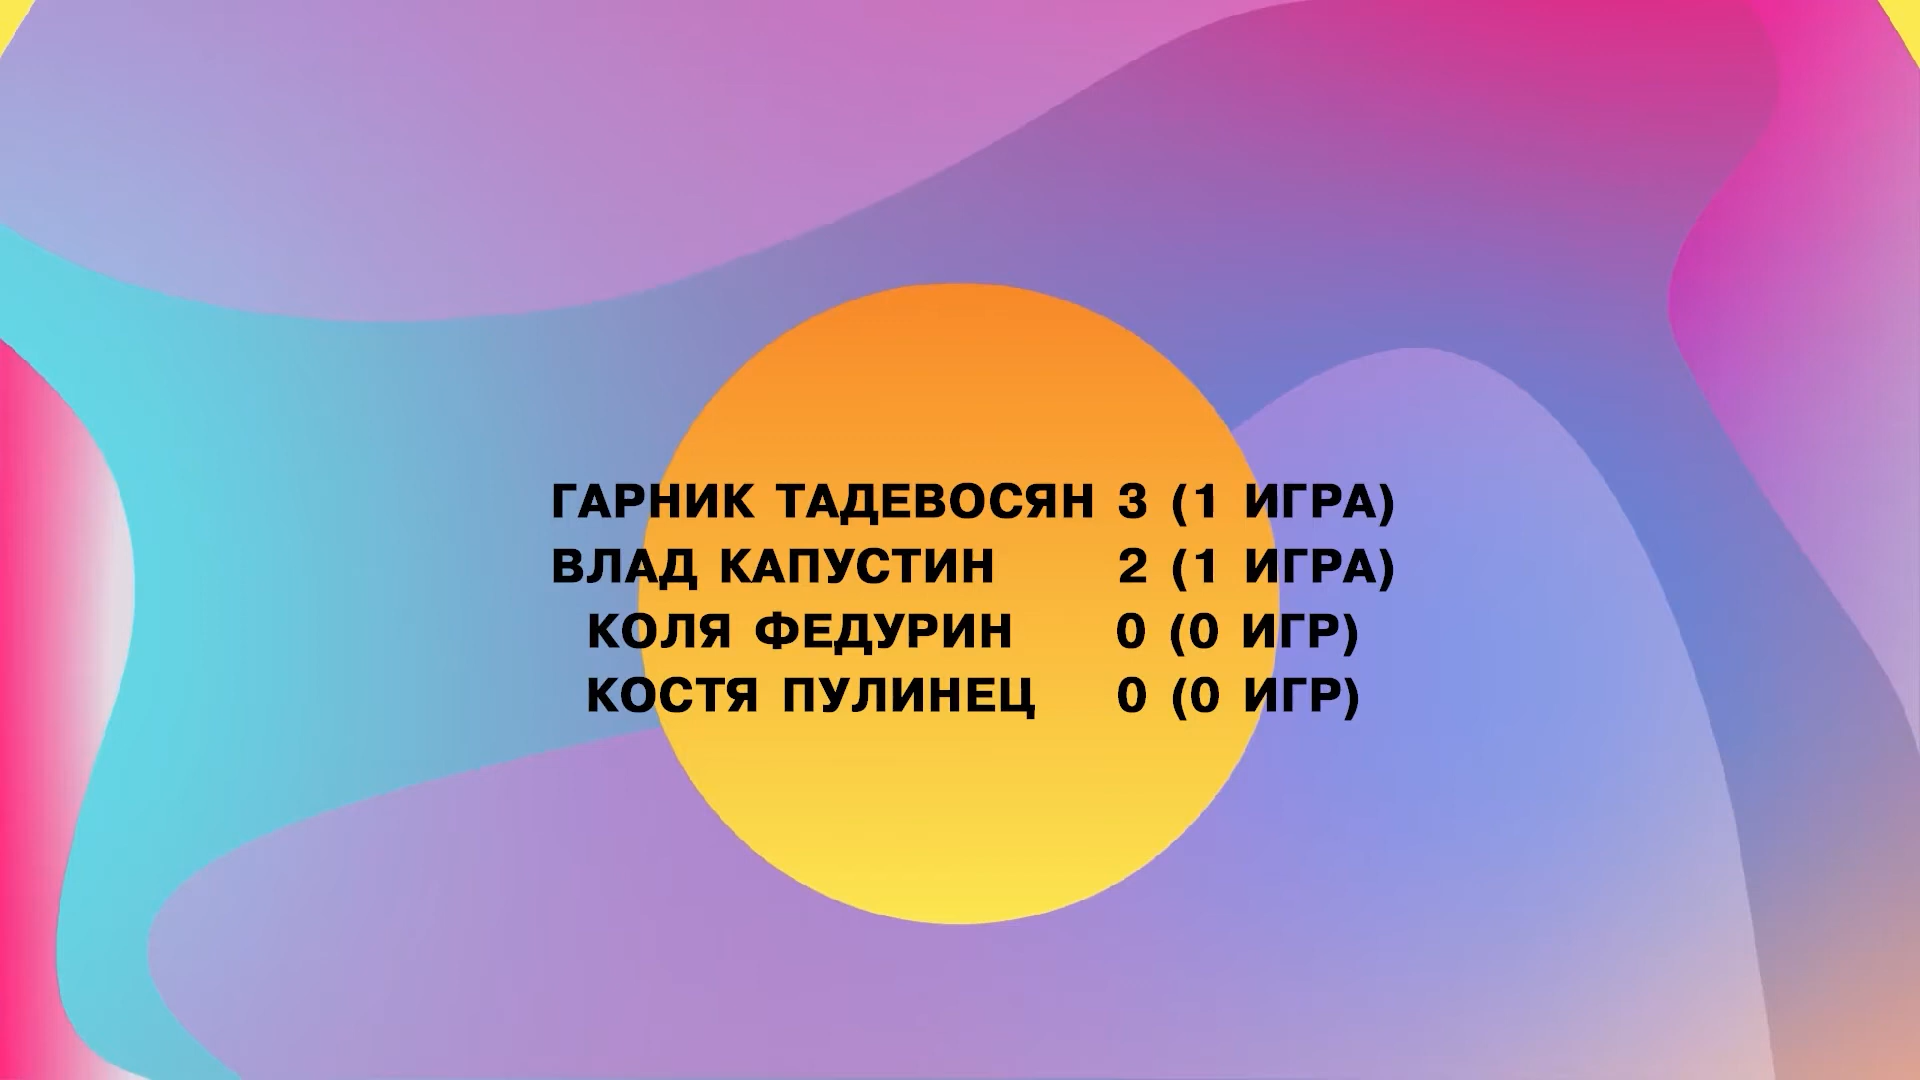 ГАРНИК ТАДЕВОСЯН 3 (1 ИГРА)
ВЛАД КАПУСТИН 2 (1 ИГРА)
КОЛЯ ФЕДУРИН 0 (0 ИГР)
КОСТЯ ПУЛИНЕЦ 0 (0 ИГР)